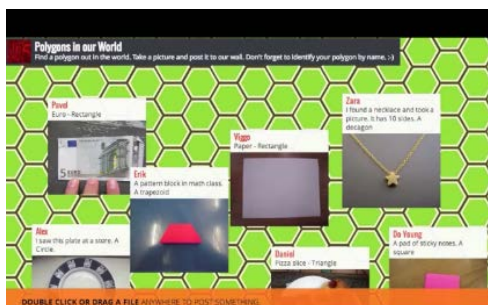 Polygons in our World
Find a polygon out in the world. Take a picture and post it to our wall. Don't forget to identify your polygon by name. :-)
Pavel
Euro - Rectangle
5 EURO
Erik
A pattern block in math class.
A trapezoid
Viggo
Paper - Rectangle
Zara
I found a necklace and took a
picture. It has 10 sides. A
decagon
Alex
I saw this plate at a store. A
Circle.
Daniel
Pizza slice - Triangle
Do Young
A pad of sticky notes. A
square
DOUBLE CLICK OR DRAG A FILE ANYWHERE TO POST SOMETHING.